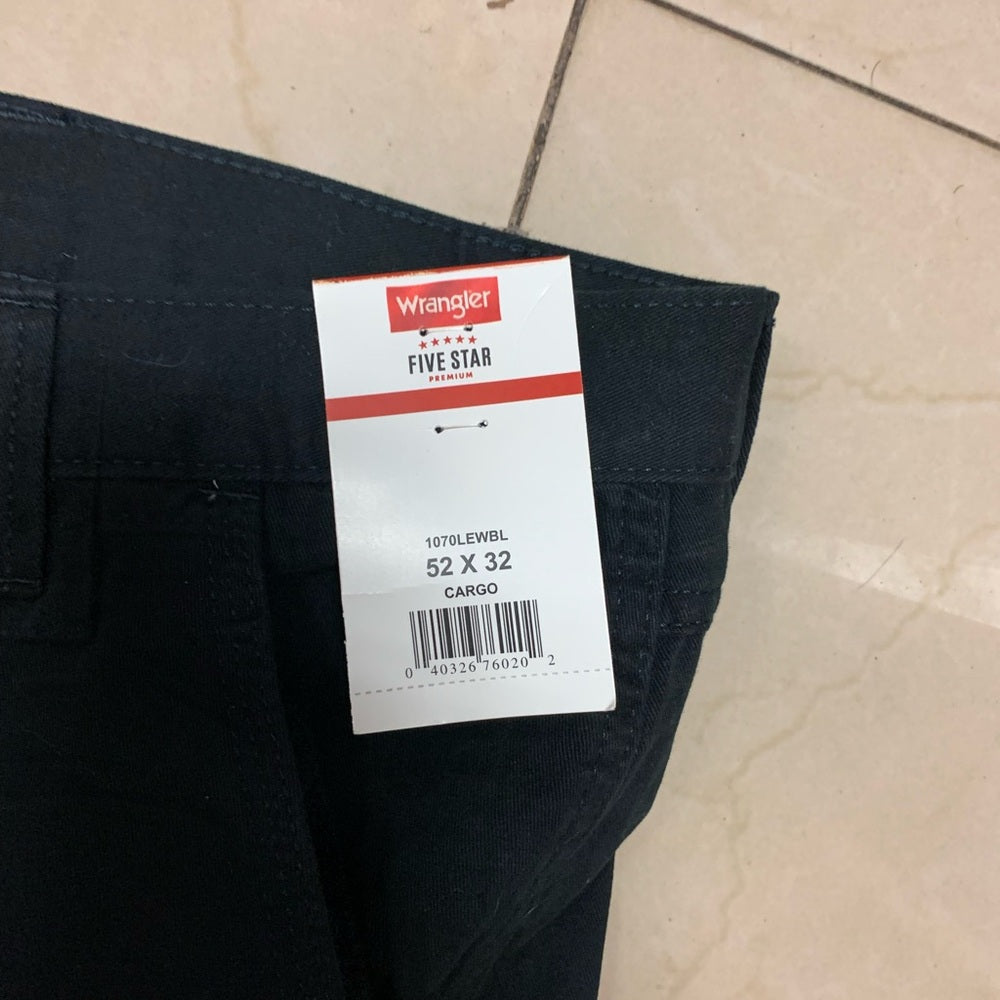 Wrangler
FIVE STAR
PREMIUM
1070LEWBL
52 X 32
CARGO
0 40326 76020 2